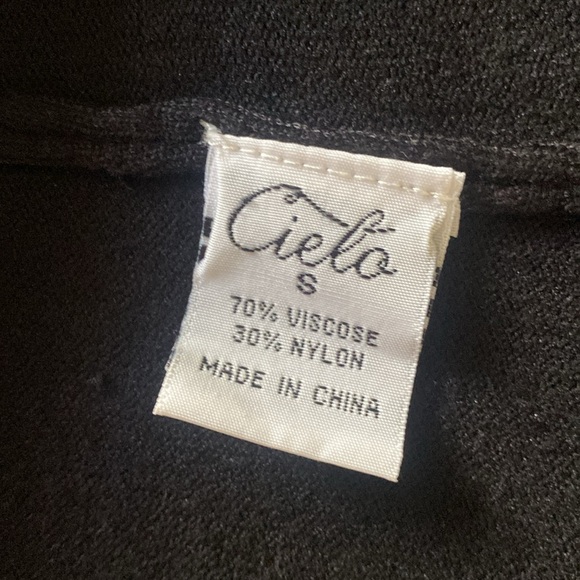 Cielo
S
70% VISCOSE
30% NYLON
MADE IN CHINA